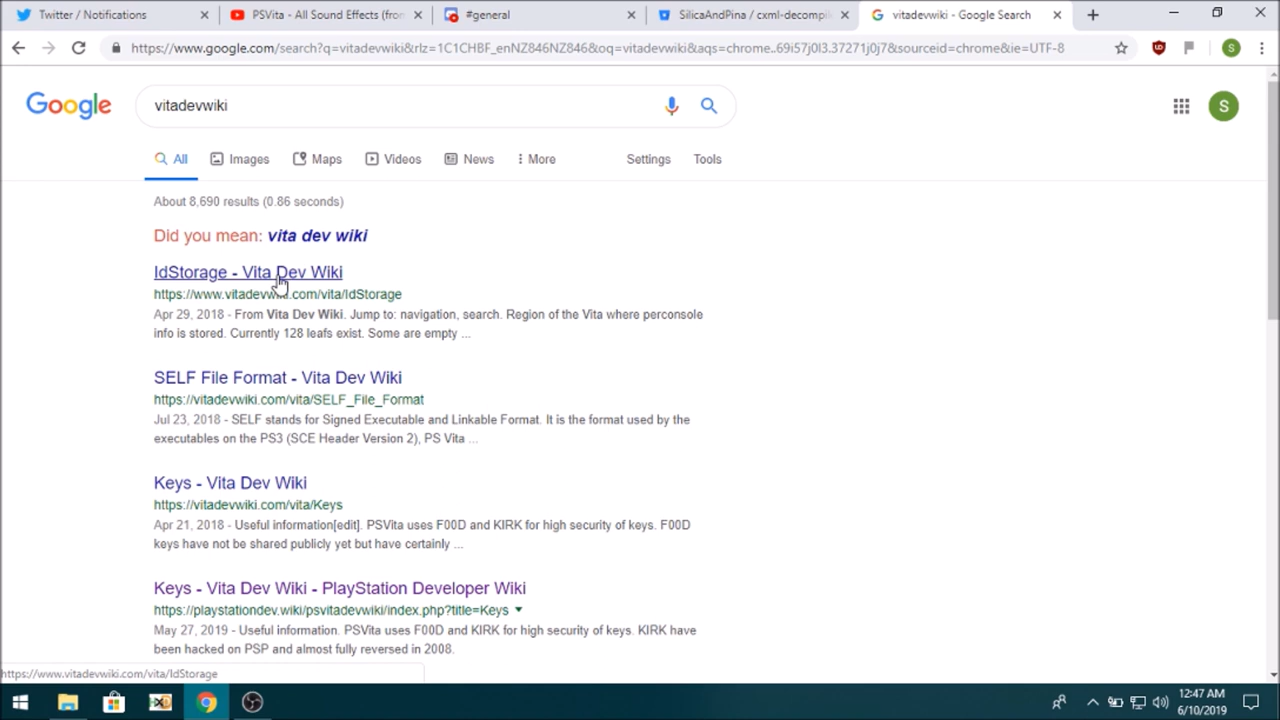 Twitter / Notifications
PSVita - All Sound Effects (fron
#general
SilicaAndPina / cxml-decompil
vitadevwiki - Google Search
https://www.google.com/search?q=vitadevwiki&rlz=1C1CHBF_enNZ846NZ846&oq=vitadevwiki&aqs=chrome..69i57j0l3.37271j0j7&sourceid=chrome&ie=UTF-8
S
Google
vitadevwiki
S
All
Images
Maps
Videos
News
More
Settings
Tools
About 8,690 results (0.86 seconds)
Did you mean: vita dev wiki
IdStorage - Vita Dev Wiki
https://www.vitadevwiki.com/vita/IdStorage
Apr 29, 2018 - From Vita Dev Wiki. Jump to: navigation, search. Region of the Vita where perconsole
info is stored. Currently 128 leafs exist. Some are empty ...
SELF File Format - Vita Dev Wiki
https://vitadevwiki.com/vita/SELF_File_Format
Jul 23, 2018 - SELF stands for Signed Executable and Linkable Format. It is the format used by the
executables on the PS3 (SCE Header Version 2), PS Vita ...
Keys - Vita Dev Wiki
https://vitadevwiki.com/vita/Keys
Apr 21, 2018 - Useful information[edit]. PSVita uses F00D and KIRK for high security of keys. F00D
keys have not be shared publicly yet but have certainly ...
Keys - Vita Dev Wiki - PlayStation Developer Wiki
https://playstationdev.wiki/psvitadevwiki/index.php?title=Keys
May 27, 2019 - Useful information. PSVita uses F00D and KIRK for high security of keys. KIRK have
been hacked on PSP and almost fully reversed in 2008.
https://www.vitadevwiki.com/vita/IdStorage
12:47 AM
6/10/2019